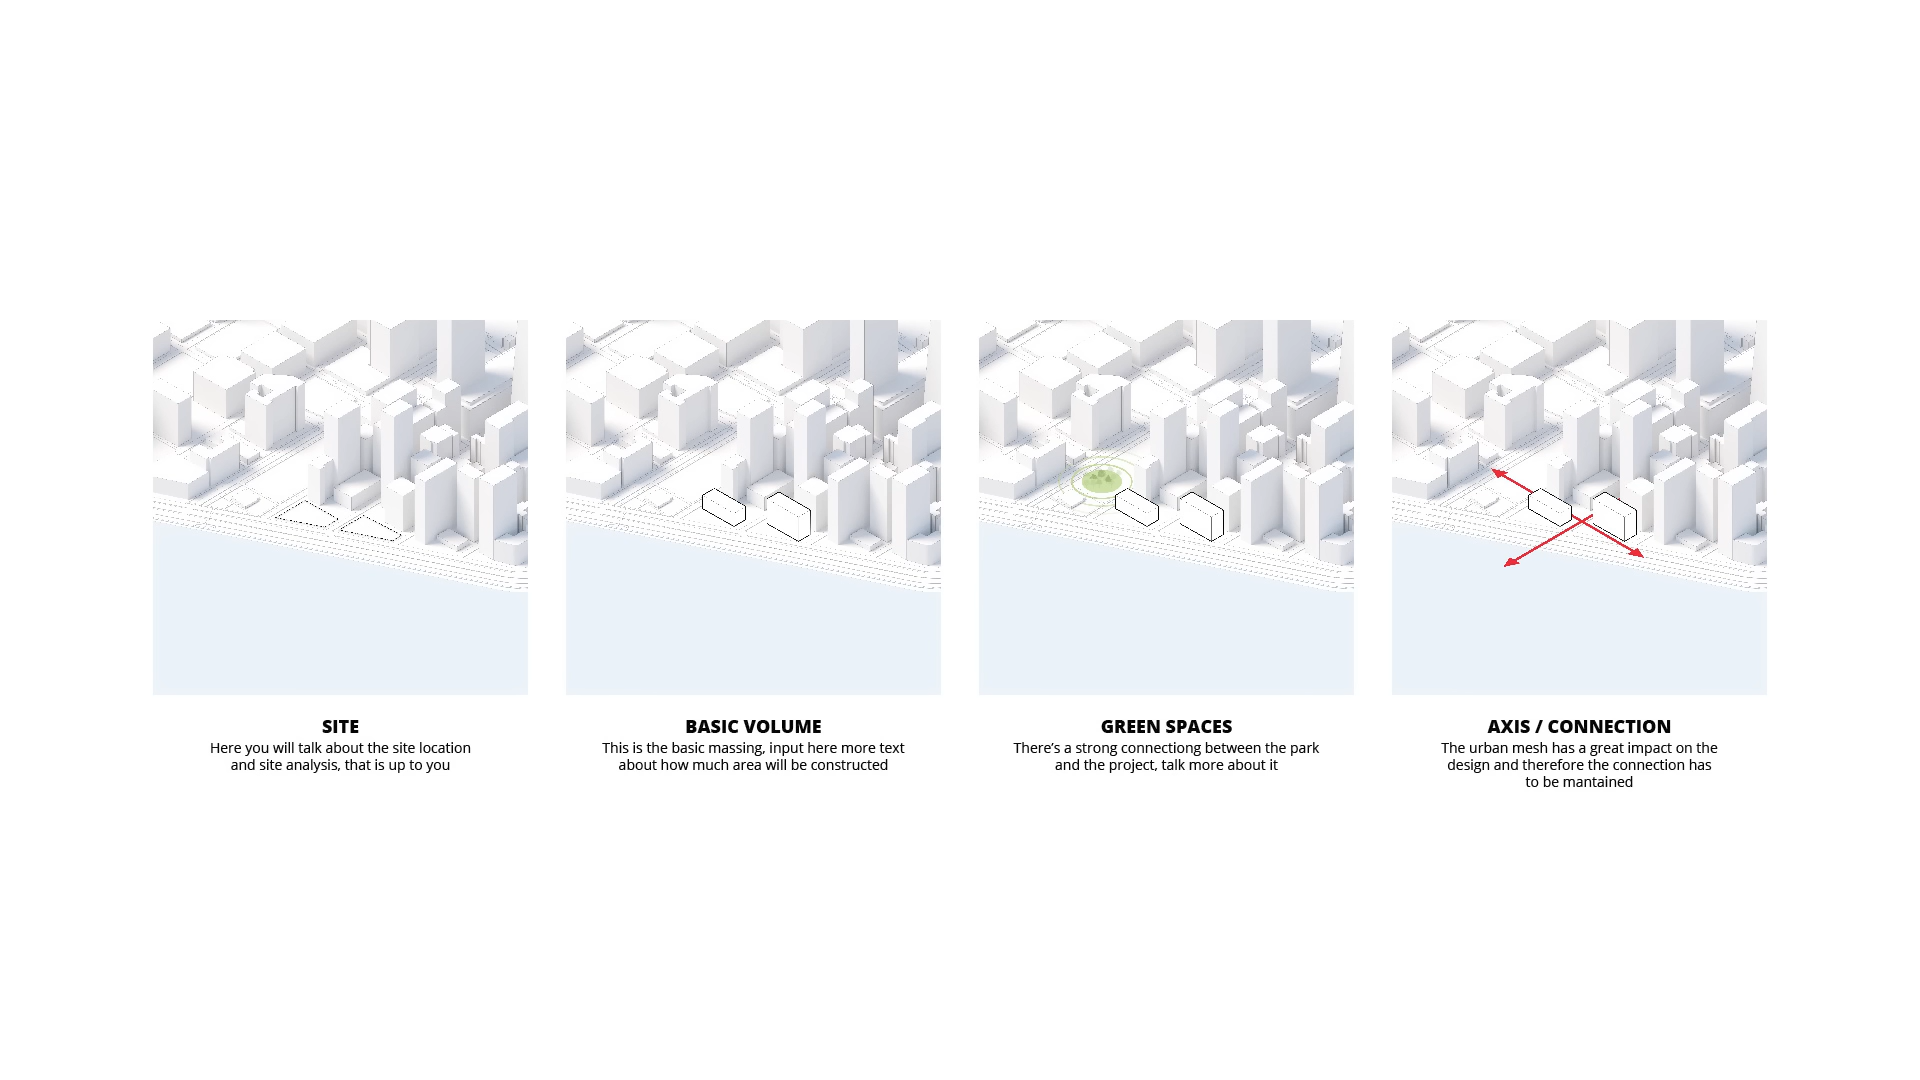 SITE
Here you will talk about the site location
and site analysis, that is up to you
BASIC VOLUME
This is the basic massing, input here more text
about how much area will be constructed
GREEN SPACES
There’s a strong connectiong between the park
and the project, talk more about it
AXIS / CONNECTION
The urban mesh has a great impact on the
design and therefore the connection has
to be mantained